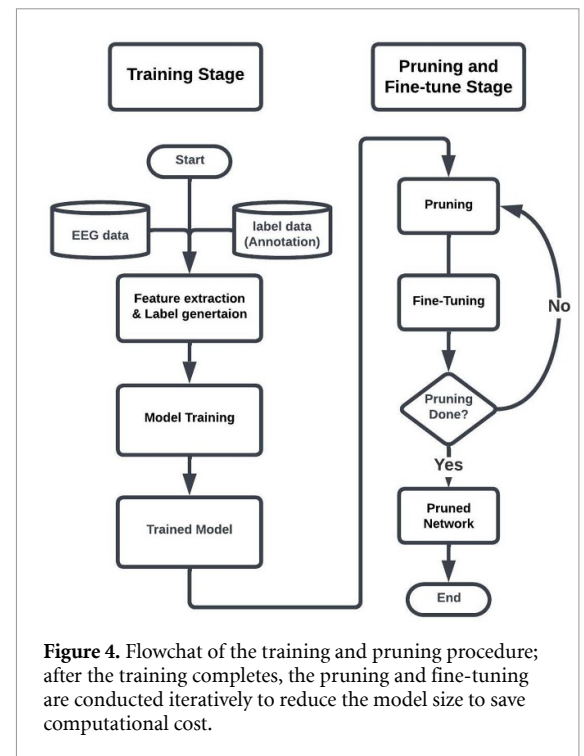 Training Stage
Start
EEG data
label data
(Annotation)
Feature extraction
& Label genertaion
Model Training
Trained Model
Pruning and
Fine-tune Stage
Pruning
Fine-Tuning
No
Pruning
Done?
Yes
Pruned
Network
End
Figure 4. Flowchat of the training and pruning procedure;
after the training completes, the pruning and fine-tuning
are conducted iteratively to reduce the model size to save
computational cost.